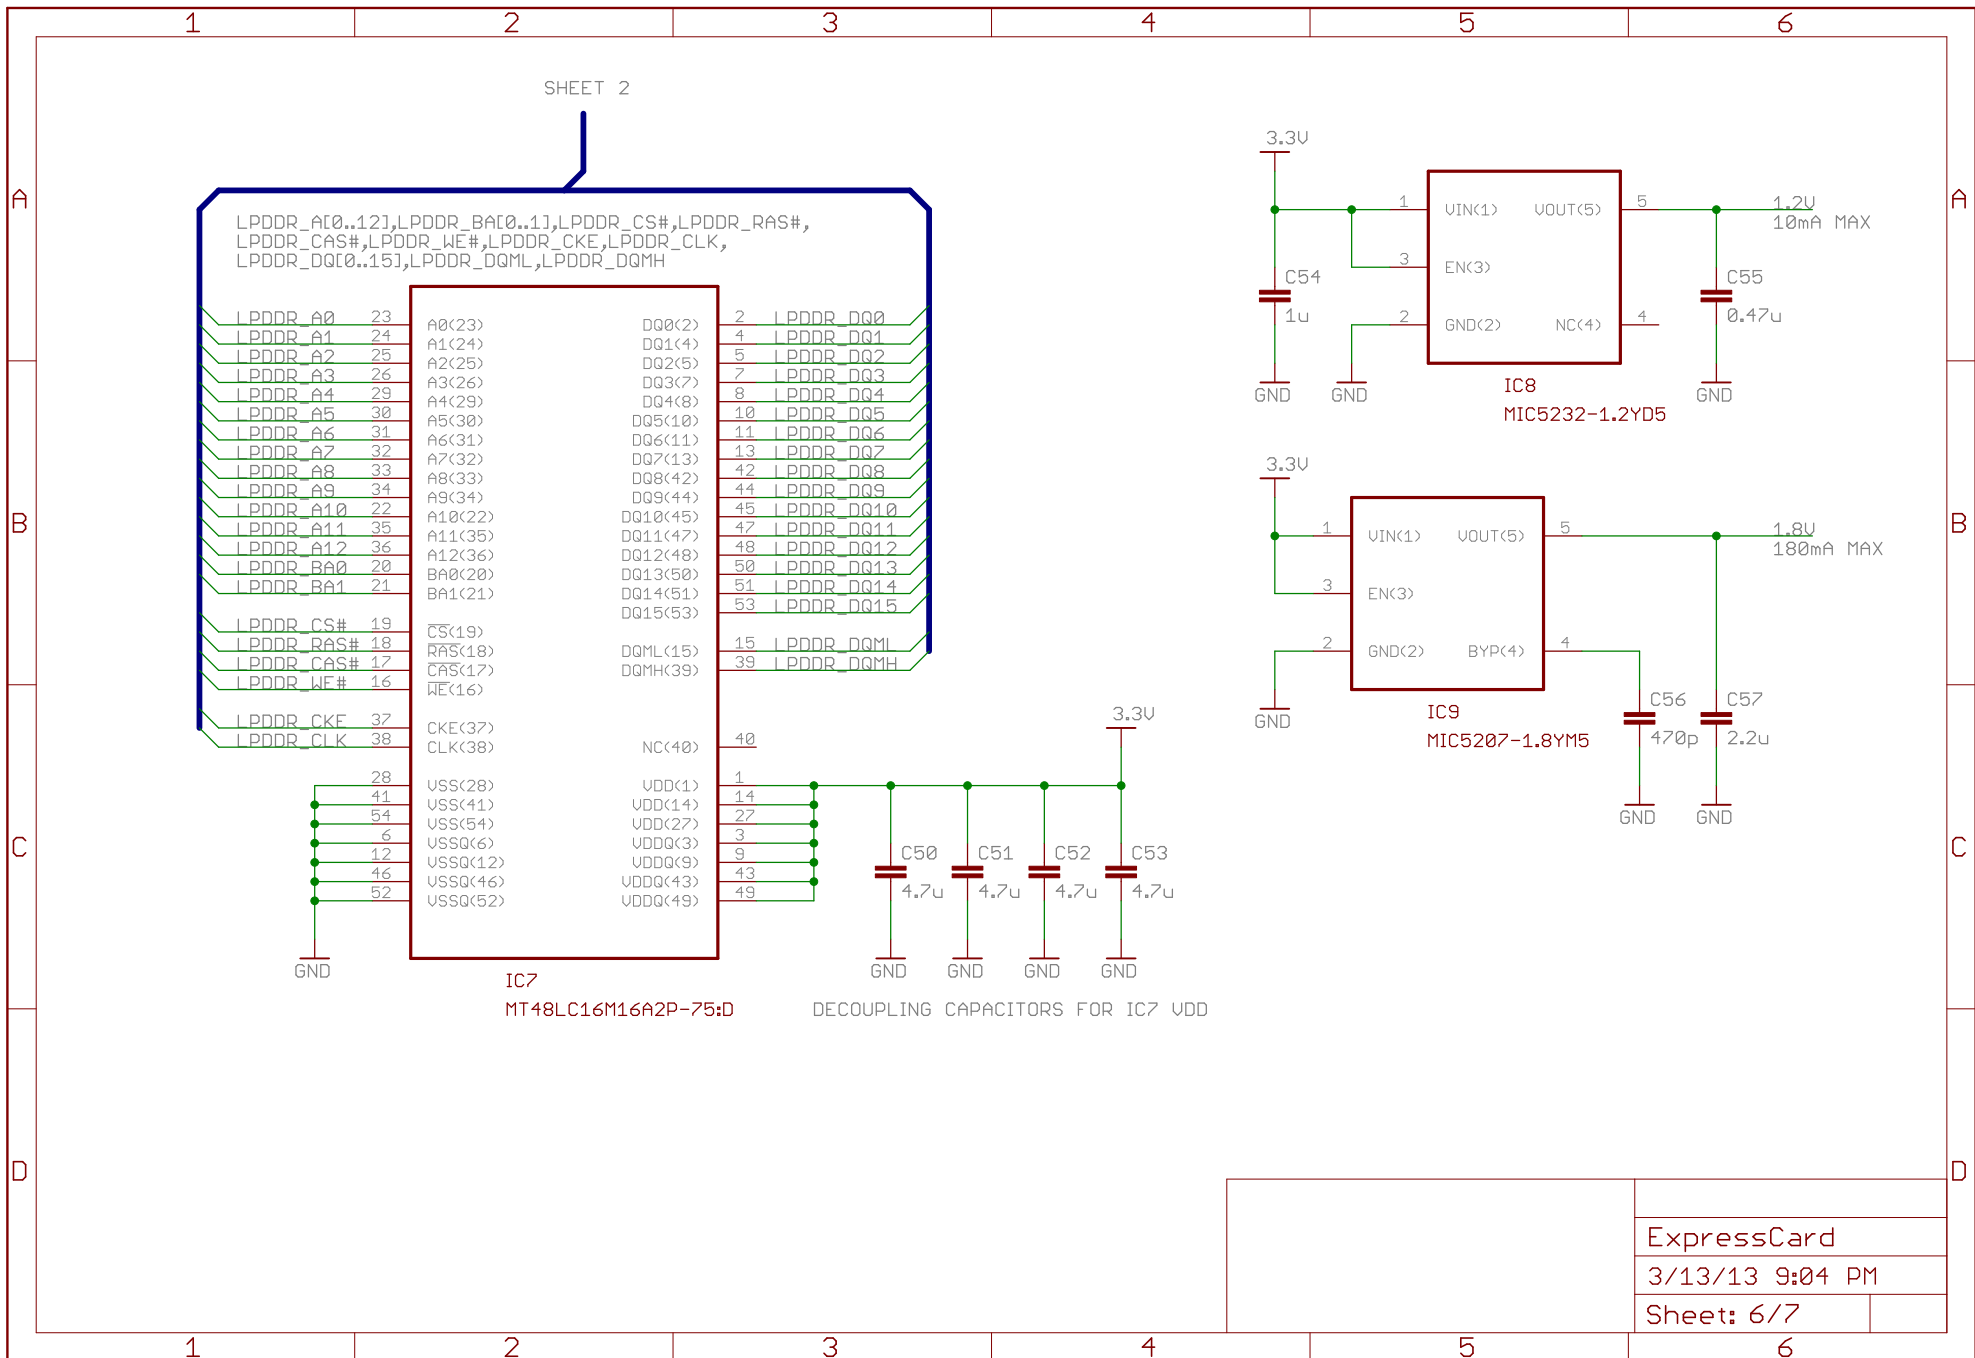 1 2 3 4 5 6
A A
B B
C C
D D
SHEET 2
LPDDR_A[0..12],LPDDR_BA[0..1],LPDDR_CS#,LPDDR_RAS#,
LPDDR_CAS#,LPDDR_WE#,LPDDR_CKE,LPDDR_CLK,
LPDDR_DQ[0..15],LPDDR_DQML,LPDDR_DQMH
LPDDR_A0 23 A0(23) DQ0(2) 2 LPDDR_DQ0
LPDDR_A1 24 A1(24) DQ1(4) 4 LPDDR_DQ1
LPDDR_A2 25 A2(25) DQ2(5) 5 LPDDR_DQ2
LPDDR_A3 26 A3(26) DQ3(7) 7 LPDDR_DQ3
LPDDR_A4 29 A4(29) DQ4(8) 8 LPDDR_DQ4
LPDDR_A5 30 A5(30) DQ5(10) 10 LPDDR_DQ5
LPDDR_A6 31 A6(31) DQ6(11) 11 LPDDR_DQ6
LPDDR_A7 32 A7(32) DQ7(13) 13 LPDDR_DQ7
LPDDR_A8 33 A8(33) DQ8(42) 42 LPDDR_DQ8
LPDDR_A9 34 A9(34) DQ9(44) 44 LPDDR_DQ9
LPDDR_A10 22 A10(22) DQ10(45) 45 LPDDR_DQ10
LPDDR_A11 35 A11(35) DQ11(47) 47 LPDDR_DQ11
LPDDR_A12 36 A12(36) DQ12(48) 48 LPDDR_DQ12
LPDDR_BA0 20 BA0(20) DQ13(50) 50 LPDDR_DQ13
LPDDR_BA1 21 BA1(21) DQ14(51) 51 LPDDR_DQ14
DQ15(53) 53 LPDDR_DQ15
LPDDR_CS# 19 CS(19)
LPDDR_RAS# 18 RAS(18) DQML(15) 15 LPDDR_DQML
LPDDR_CAS# 17 CAS(17) DQMH(39) 39 LPDDR_DQMH
LPDDR_WE# 16 WE(16)
LPDDR_CKE 37 CKE(37)
LPDDR_CLK 38 CLK(38) NC(40) 40
28 VSS(28) VDD(1) 1
41 VSS(41) VDD(14) 14
54 VSS(54) VDD(27) 27
6 VSSQ(6) VDDQ(3) 3
12 VSSQ(12) VDDQ(9) 9
46 VSSQ(46) VDDQ(43) 43
52 VSSQ(52) VDDQ(49) 49
GND
IC7
MT48LC16M16A2P-75:D
3.3V
C50 C51 C52 C53
4.7u 4.7u 4.7u 4.7u
GND GND GND GND
DECOUPLING CAPACITORS FOR IC7 VDD
3.3V
1 VIN(1) VOUT(5) 5 1.2V
10mA MAX
3 EN(3)
C54 C55
1u 0.47u
2 GND(2) NC(4) 4
GND GND GND
IC8
MIC5232-1.2YD5
3.3V
1 VIN(1) VOUT(5) 5 1.8V
180mA MAX
3 EN(3)
2 GND(2) BYP(4) 4
GND
IC9
MIC5207-1.8YM5
C56 C57
470p 2.2u
GND GND
ExpressCard
3/13/13 9:04 PM
Sheet: 6/7
1 2 3 4 5 6